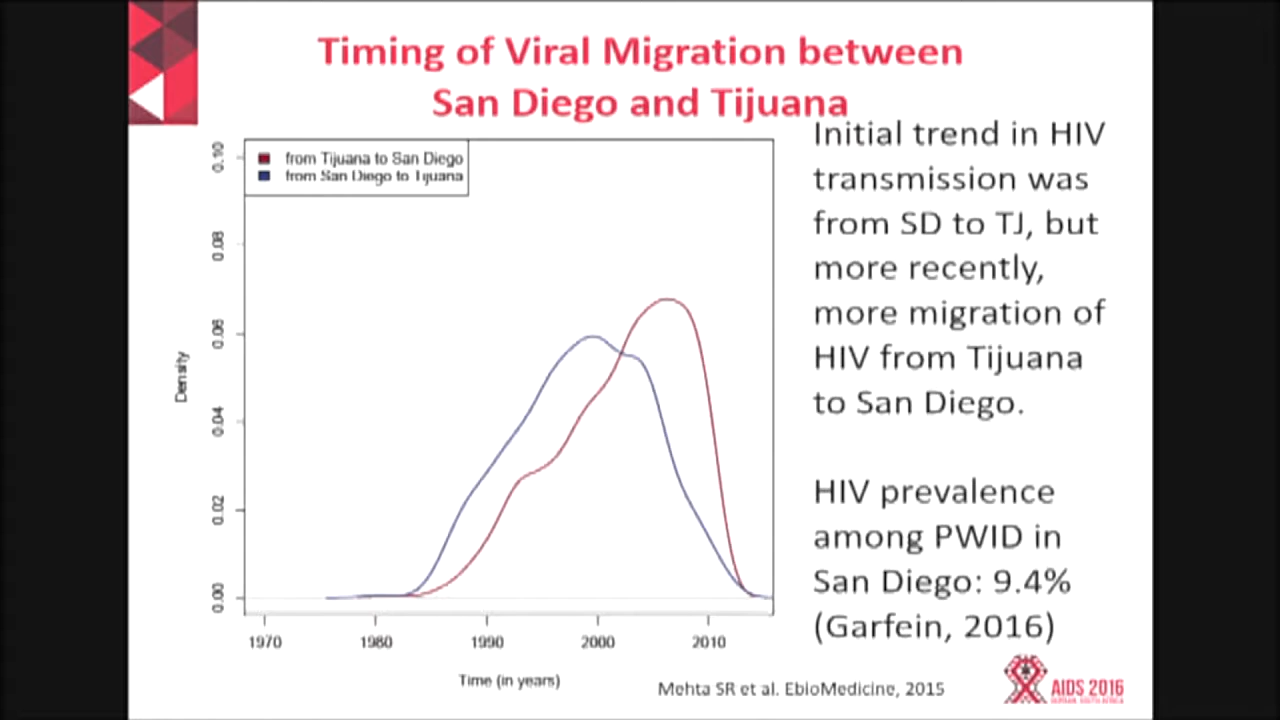 Timing of Viral Migration between
San Diego and Tijuana
from Tijuana to San Diego
from San Diego to Tijuana
0.10
0.08
0.06
0.04
0.02
0.00
Density
1970 1980 1990 2000 2010
Time (in years)
Initial trend in HIV
transmission was
from SD to TJ, but
more recently,
more migration of
HIV from Tijuana
to San Diego.
HIV prevalence
among PWID in
San Diego: 9.4%
(Garfein, 2016)
Mehta SR et al. EbioMedicine, 2015
AIDS 2016
DURBAN, SOUTH AFRICA